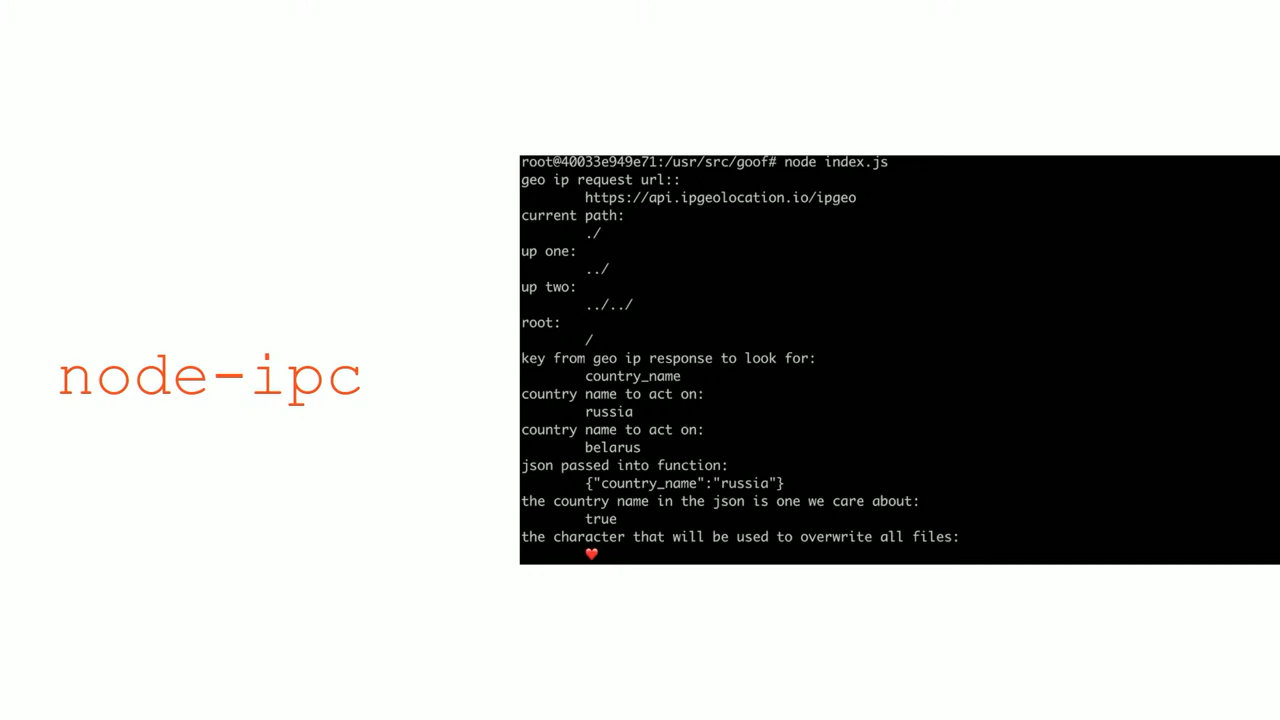 node-ipc
root@40033e949e71:/usr/src/goof# node index.js
geo ip request url::
https://api.ipgeolocation.io/ipgeo
current path:
./
up one:
../
up two:
../../
root:
/
key from geo ip response to look for:
country_name
country name to act on:
russia
country name to act on:
belarus
json passed into function:
{"country_name":"russia"}
the country name in the json is one we care about:
true
the character that will be used to overwrite all files:
❤️